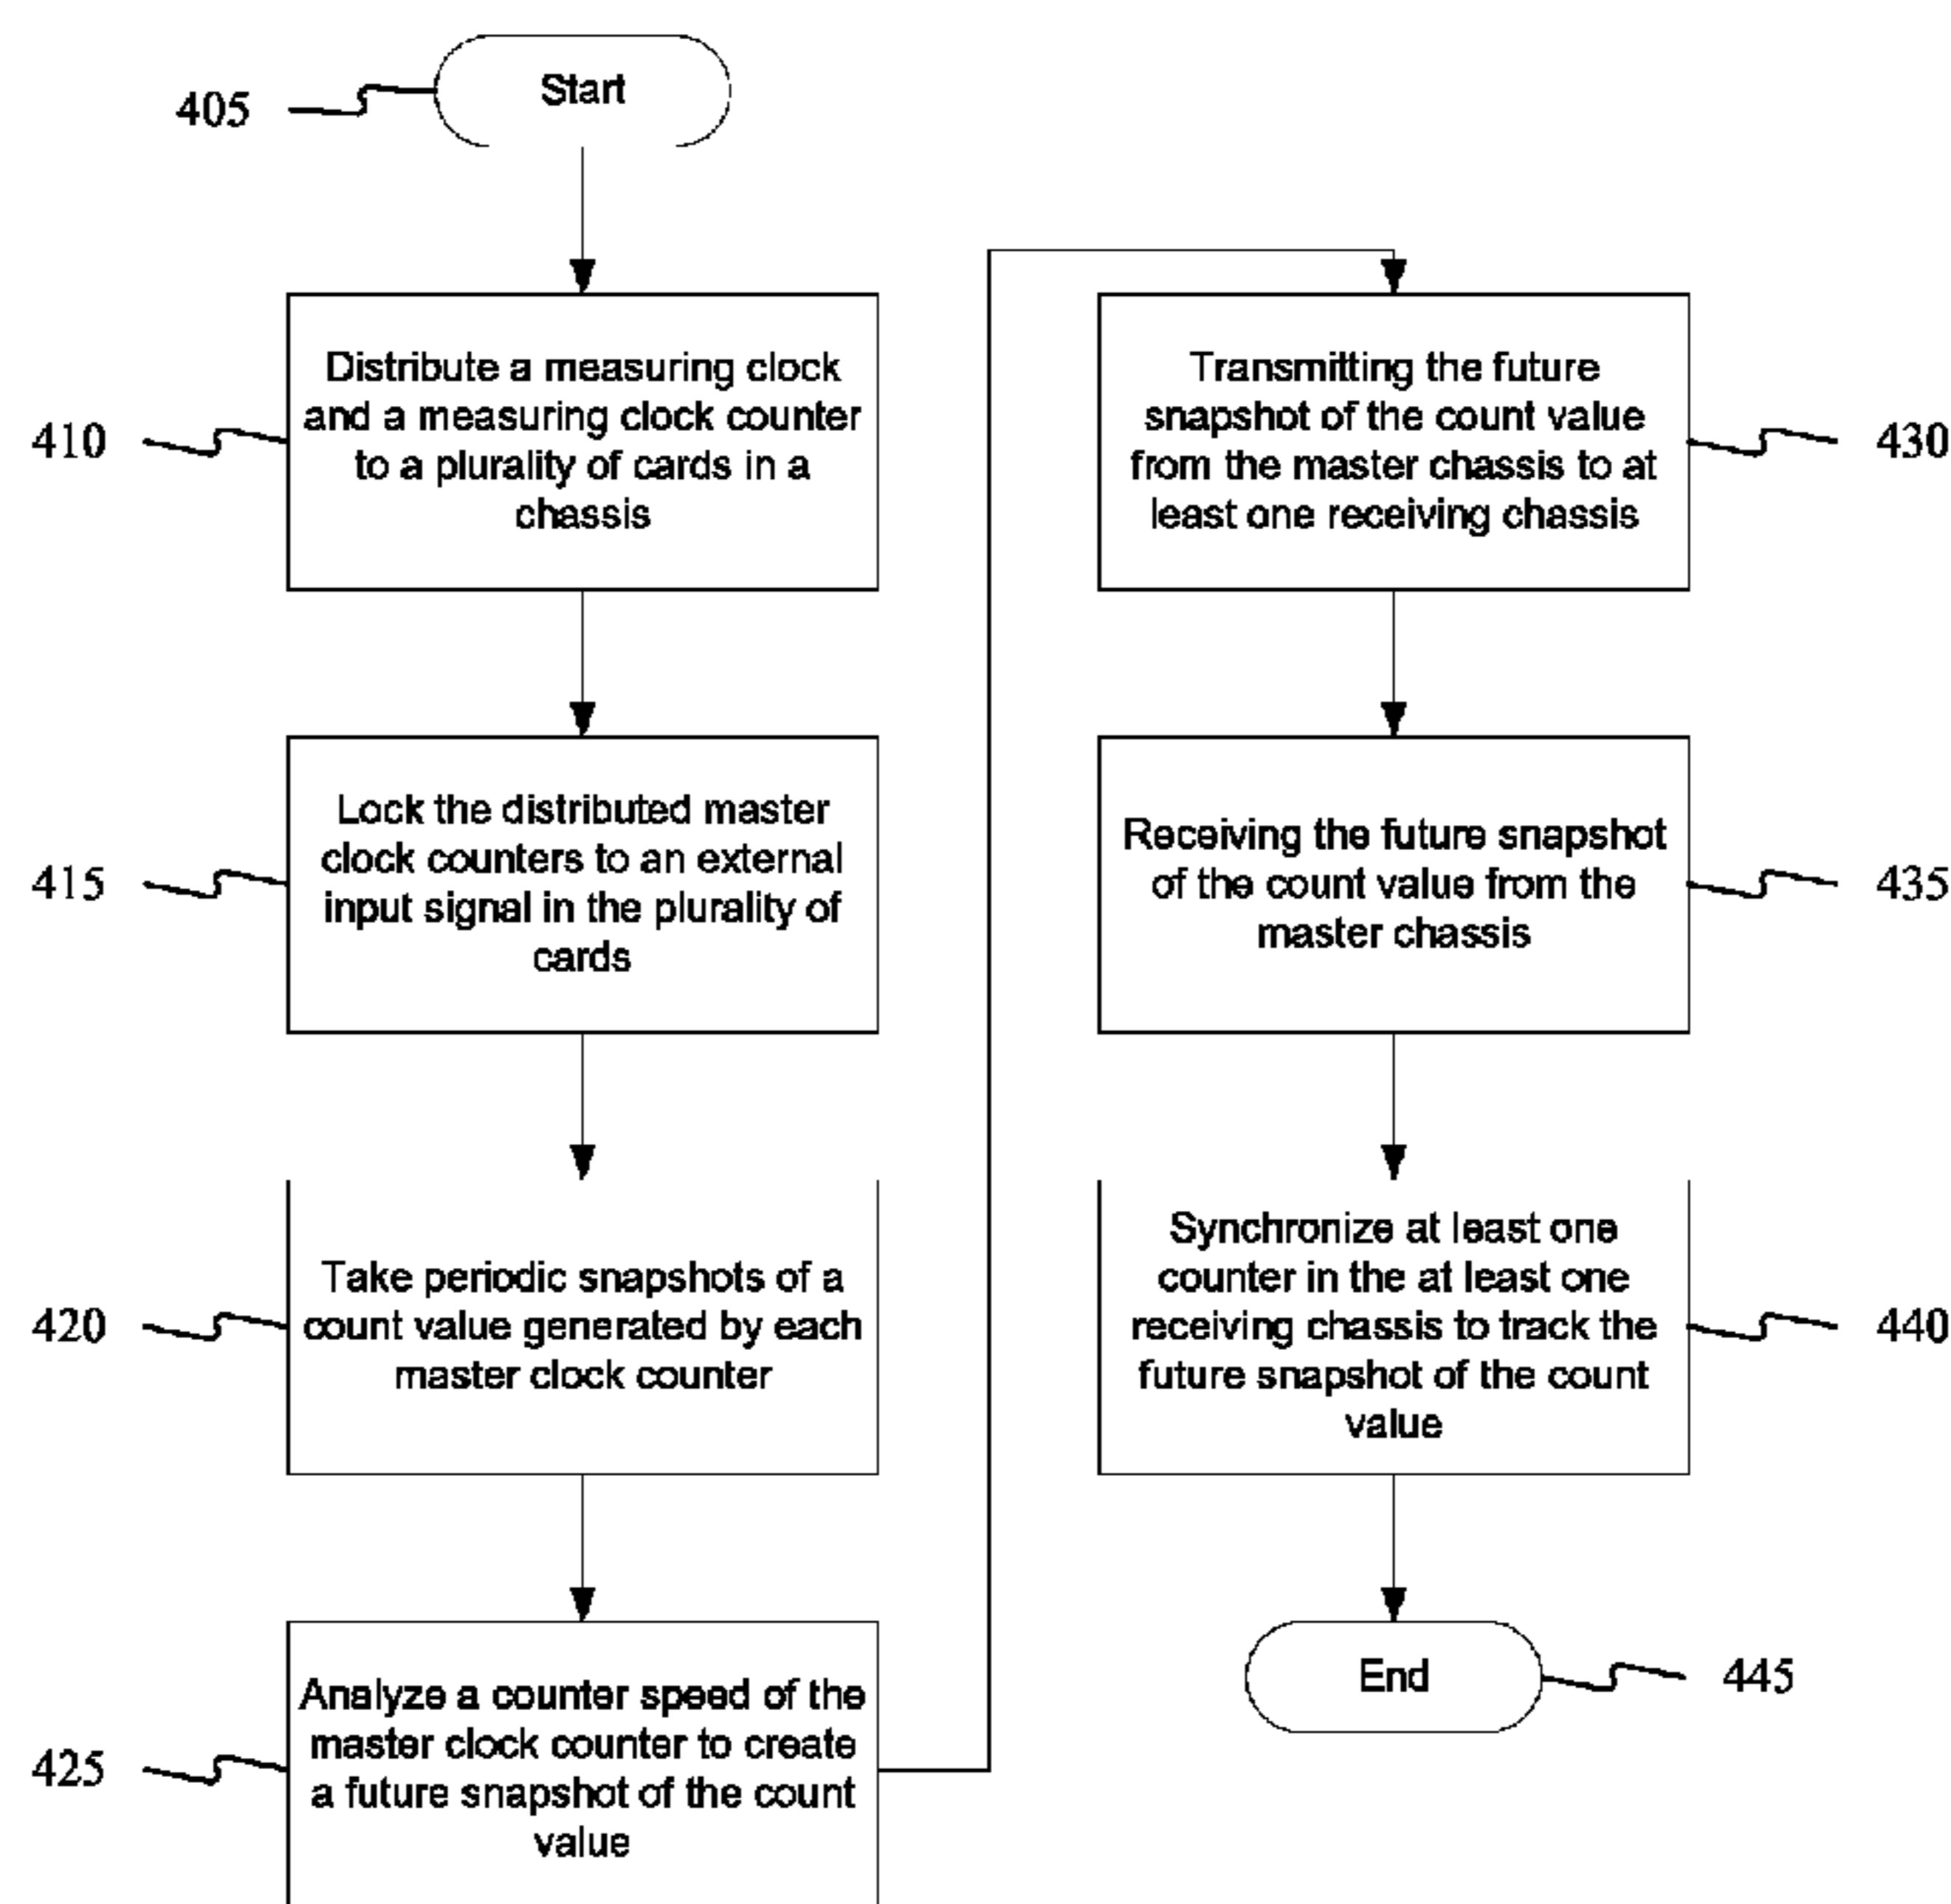 405
Start
410
Distribute a measuring clock
and a measuring clock counter
to a plurality of cards in a
chassis
415
Lock the distributed master
clock counters to an external
input signal in the plurality of
cards
420
Take periodic snapshots of a
count value generated by each
master clock counter
425
Analyze a counter speed of the
master clock counter to create
a future snapshot of the count
value
Transmitting the future
snapshot of the count value
from the master chassis to at
least one receiving chassis
430
Receiving the future snapshot
of the count value from the
master chassis
435
Synchronize at least one
counter in the at least one
receiving chassis to track the
future snapshot of the count
value
440
End
445